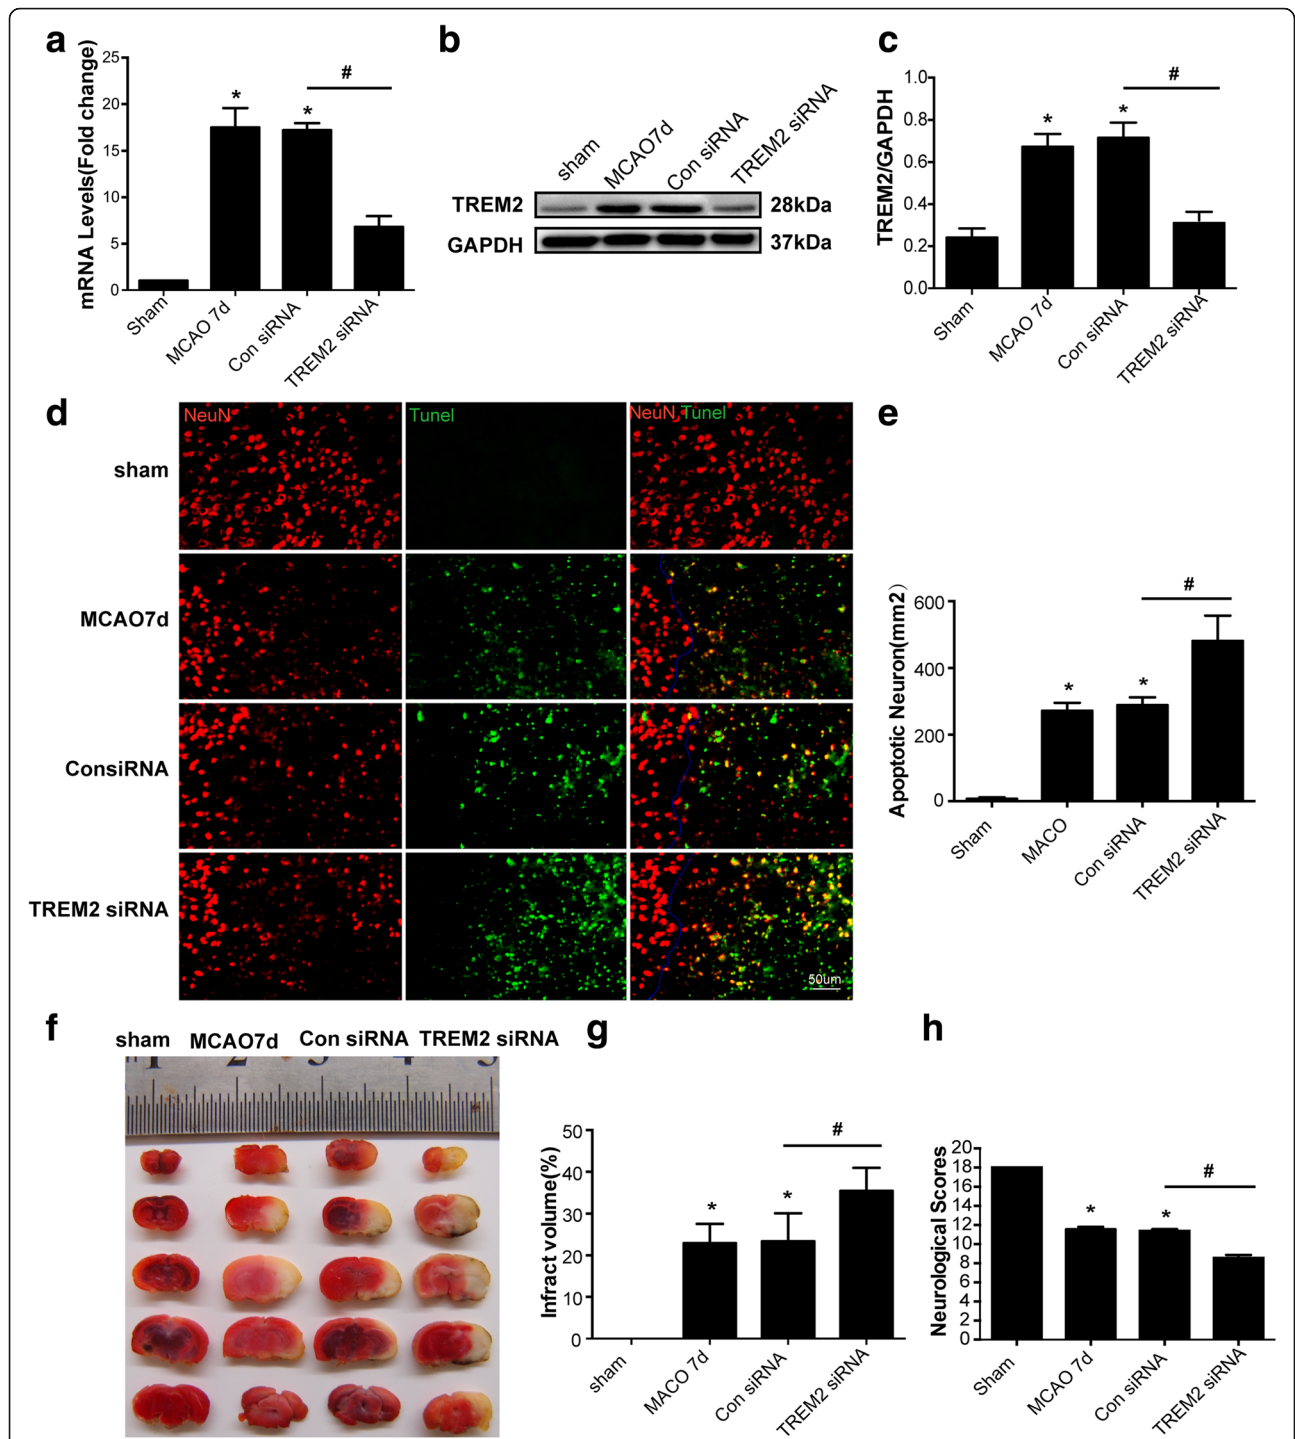 a
mRNA Levels(Fold change)
25
20
15
10
5
0
*
*
#
Sham
MCAO 7d
Con siRNA
TREM2 siRNA
b
sham
MCAO7d
Con siRNA
TREM2 siRNA
TREM2
28kDa
GAPDH
37kDa
c
TREM2/GAPDH
1.0
0.8
0.6
0.4
0.2
0.0
*
*
#
Sham
MCAO 7d
Con siRNA
TREM2 siRNA
d
NeuN
Tunel
NeuN Tunel
sham
MCAO7d
ConsiRNA
TREM2 siRNA
50um
e
Apoptotic Neuron(mm2)
600
400
200
0
*
*
#
Sham
MACO
Con siRNA
TREM2 siRNA
f
sham MCAO7d Con siRNA TREM2 siRNA
1 2 3 4 5
g
Infract volume(%)
50
40
30
20
10
0
*
*
#
sham
MACO 7d
Con siRNA
TREM2 siRNA
h
Neurological Scores
20
18
16
14
12
10
8
6
4
2
0
*
*
#
Sham
MCAO 7d
Con siRNA
TREM2 siRNA